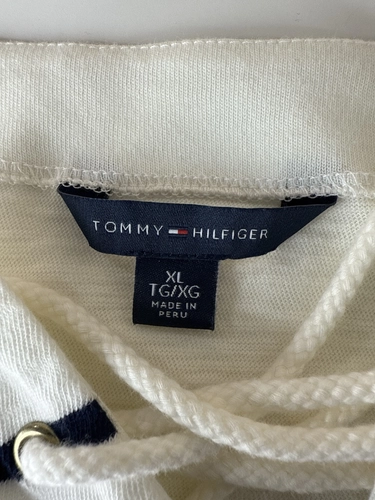 TOMMY HILFIGER
XL
TG/XG
MADE IN
PERU